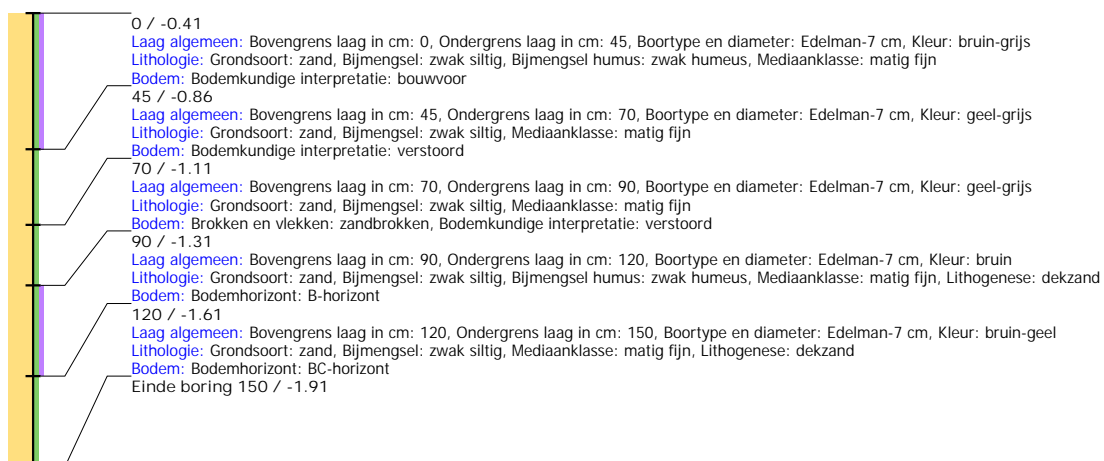 0 / -0.41
Laag algemeen: Bovengrens laag in cm: 0, Ondergrens laag in cm: 45, Boortype en diameter: Edelman-7 cm, Kleur: bruin-grijs
Lithologie: Grondsoort: zand, Bijmengsel: zwak siltig, Bijmengsel humus: zwak humeus, Mediaanklasse: matig fijn
Bodem: Bodemkundige interpretatie: bouwvoor
45 / -0.86
Laag algemeen: Bovengrens laag in cm: 45, Ondergrens laag in cm: 70, Boortype en diameter: Edelman-7 cm, Kleur: geel-grijs
Lithologie: Grondsoort: zand, Bijmengsel: zwak siltig, Mediaanklasse: matig fijn
Bodem: Bodemkundige interpretatie: verstoord
70 / -1.11
Laag algemeen: Bovengrens laag in cm: 70, Ondergrens laag in cm: 90, Boortype en diameter: Edelman-7 cm, Kleur: geel-grijs
Lithologie: Grondsoort: zand, Bijmengsel: zwak siltig, Mediaanklasse: matig fijn
Bodem: Brokken en vlekken: zandbrokken, Bodemkundige interpretatie: verstoord
90 / -1.31
Laag algemeen: Bovengrens laag in cm: 90, Ondergrens laag in cm: 120, Boortype en diameter: Edelman-7 cm, Kleur: bruin
Lithologie: Grondsoort: zand, Bijmengsel: zwak siltig, Bijmengsel humus: zwak humeus, Mediaanklasse: matig fijn, Lithogenese: dekzand
Bodem: Bodemhorizont: B-horizont
120 / -1.61
Laag algemeen: Bovengrens laag in cm: 120, Ondergrens laag in cm: 150, Boortype en diameter: Edelman-7 cm, Kleur: bruin-geel
Lithologie: Grondsoort: zand, Bijmengsel: zwak siltig, Mediaanklasse: matig fijn, Lithogenese: dekzand
Bodem: Bodemhorizont: BC-horizont
Einde boring 150 / -1.91